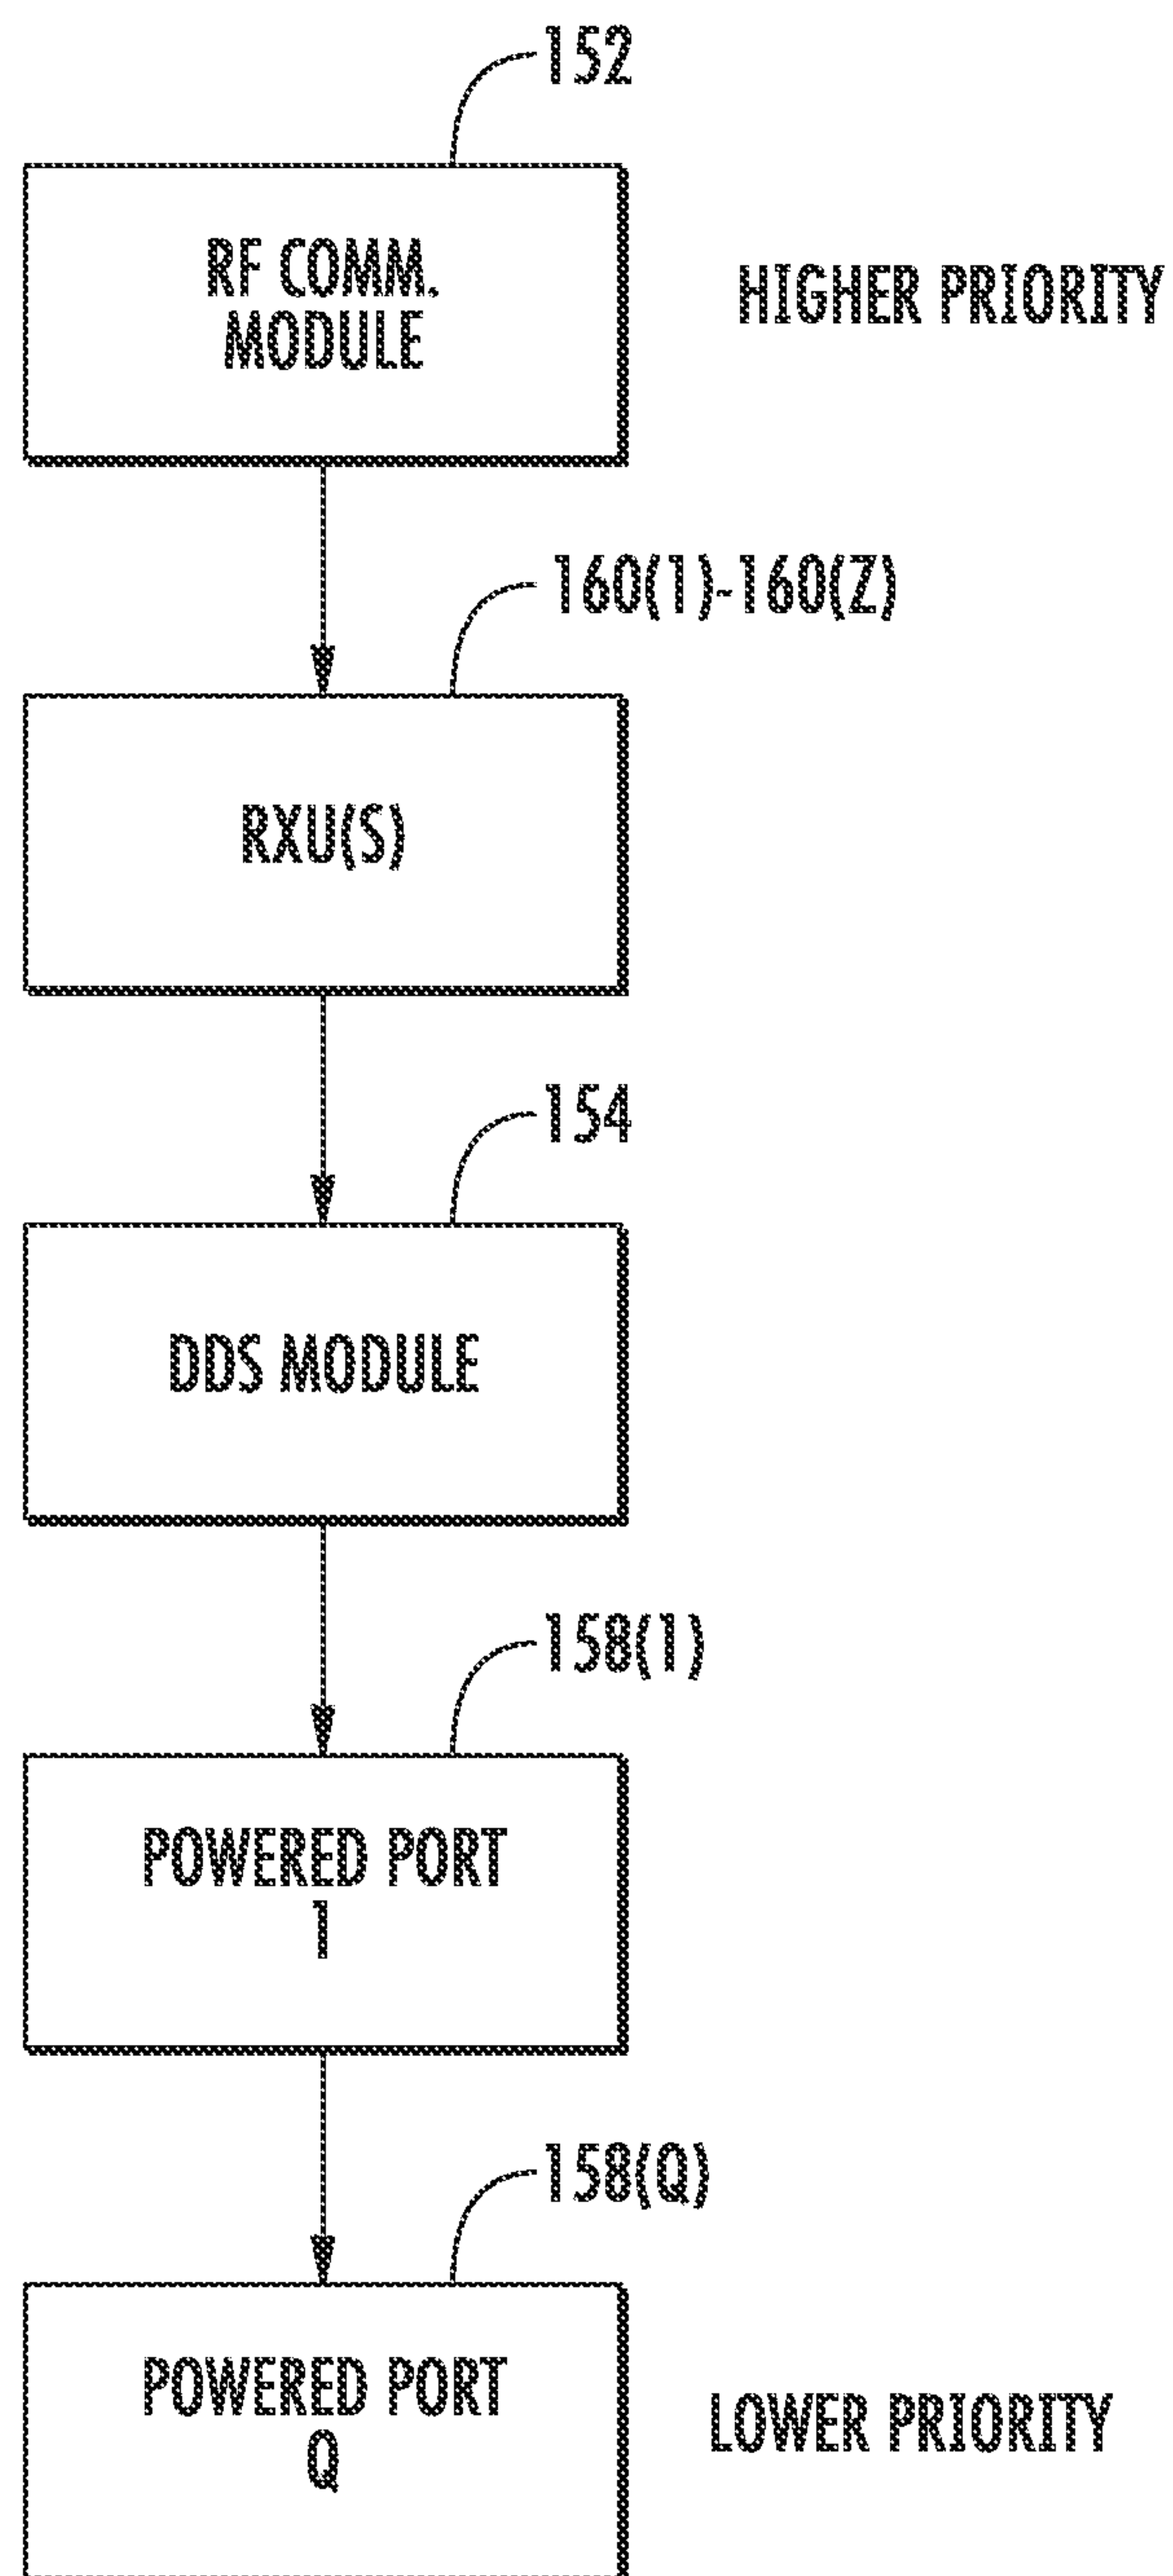 152
RF COMM.
MODULE
HIGHER PRIORITY
160(1)-160(Z)
RXU(S)
154
DDS MODULE
158(1)
POWERED PORT
1
158(Q)
POWERED PORT
Q
LOWER PRIORITY